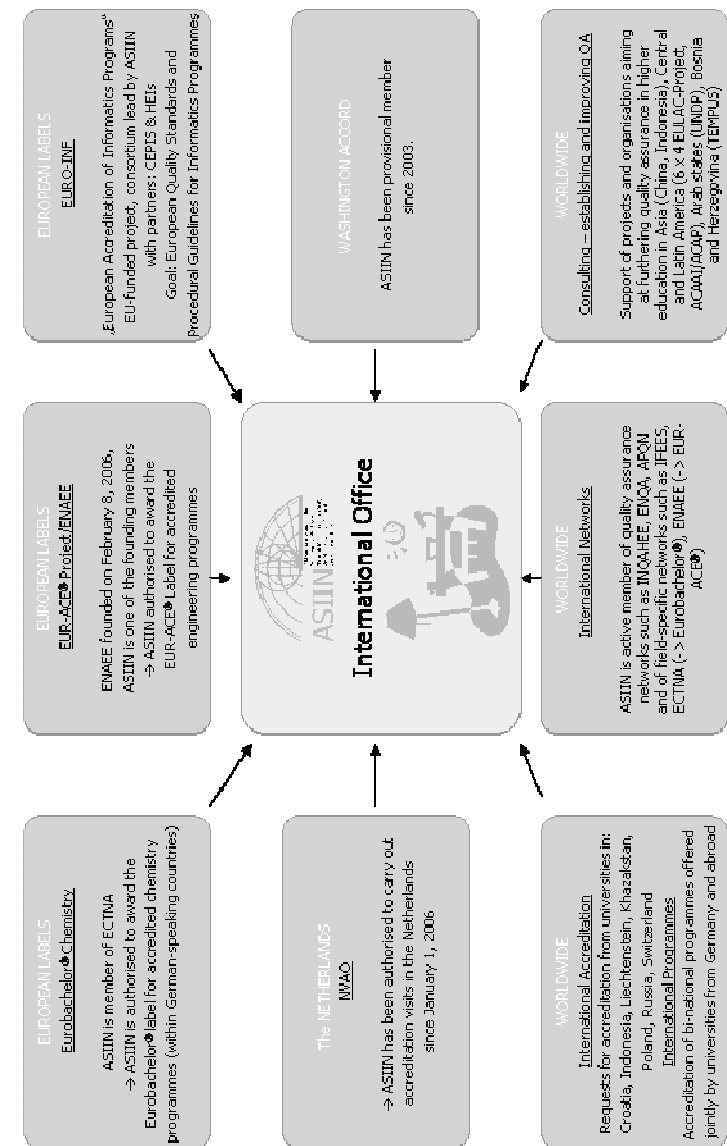 EUROPEAN LABELS
Eurobachelor® Chemistry
ASIIN is member of ECTNA
→ ASIIN is authorised to award the
Eurobachelor® label for accredited chemistry
programmes (within German-speaking countries)
EUROPEAN LABELS
EUR-ACE® Project/ENAEE
ENAEE founded on February 8, 2006,
ASIIN is one of the founding members
→ ASIIN authorised to award the
EUR-ACE® Label for accredited
engineering programmes
EUROPEAN LABELS
EURO-INF
„European Accreditation of Informatics Programs“
EU-funded project, consortium lead by ASIIN
with partners: CEPIS & HEIs
Goal: European Quality Standards and
Procedural Guidelines for Informatics Programmes
The NETHERLANDS
NVAO
→ ASIIN has been authorised to carry out
accreditation visits in the Netherlands
since January 1, 2006
ASIIN
International Office
WASHINGTON ACCORD
ASIIN has been provisional member
since 2003.
WORLDWIDE
International Accreditation
Requests for accreditation from universities in:
Croatia, Indonesia, Liechtenstein, Khazakstan,
Poland, Russia, Switzerland
International Programmes
Accreditation of bi-national programmes offered
jointly by universities from Germany and abroad
WORLDWIDE
International Networks
ASIIN is active member of quality assurance
networks such as INQAHEE, ENQA, APQN
and of field-specific networks such as IFEES,
ECTNA (-> Eurobachelor®), ENAEE (-> EUR-
ACE®)
WORLDWIDE
Consulting – establishing and improving QA
Support of projects and organisations aiming
at furthering quality assurance in higher
education in Asia (China, Indonesia), Central
and Latin America (6 x 4 EULAC-Project,
ACAAI/ACAP), Arab states (UNDP), Bosnia
and Herzegovina (TEMPUS)